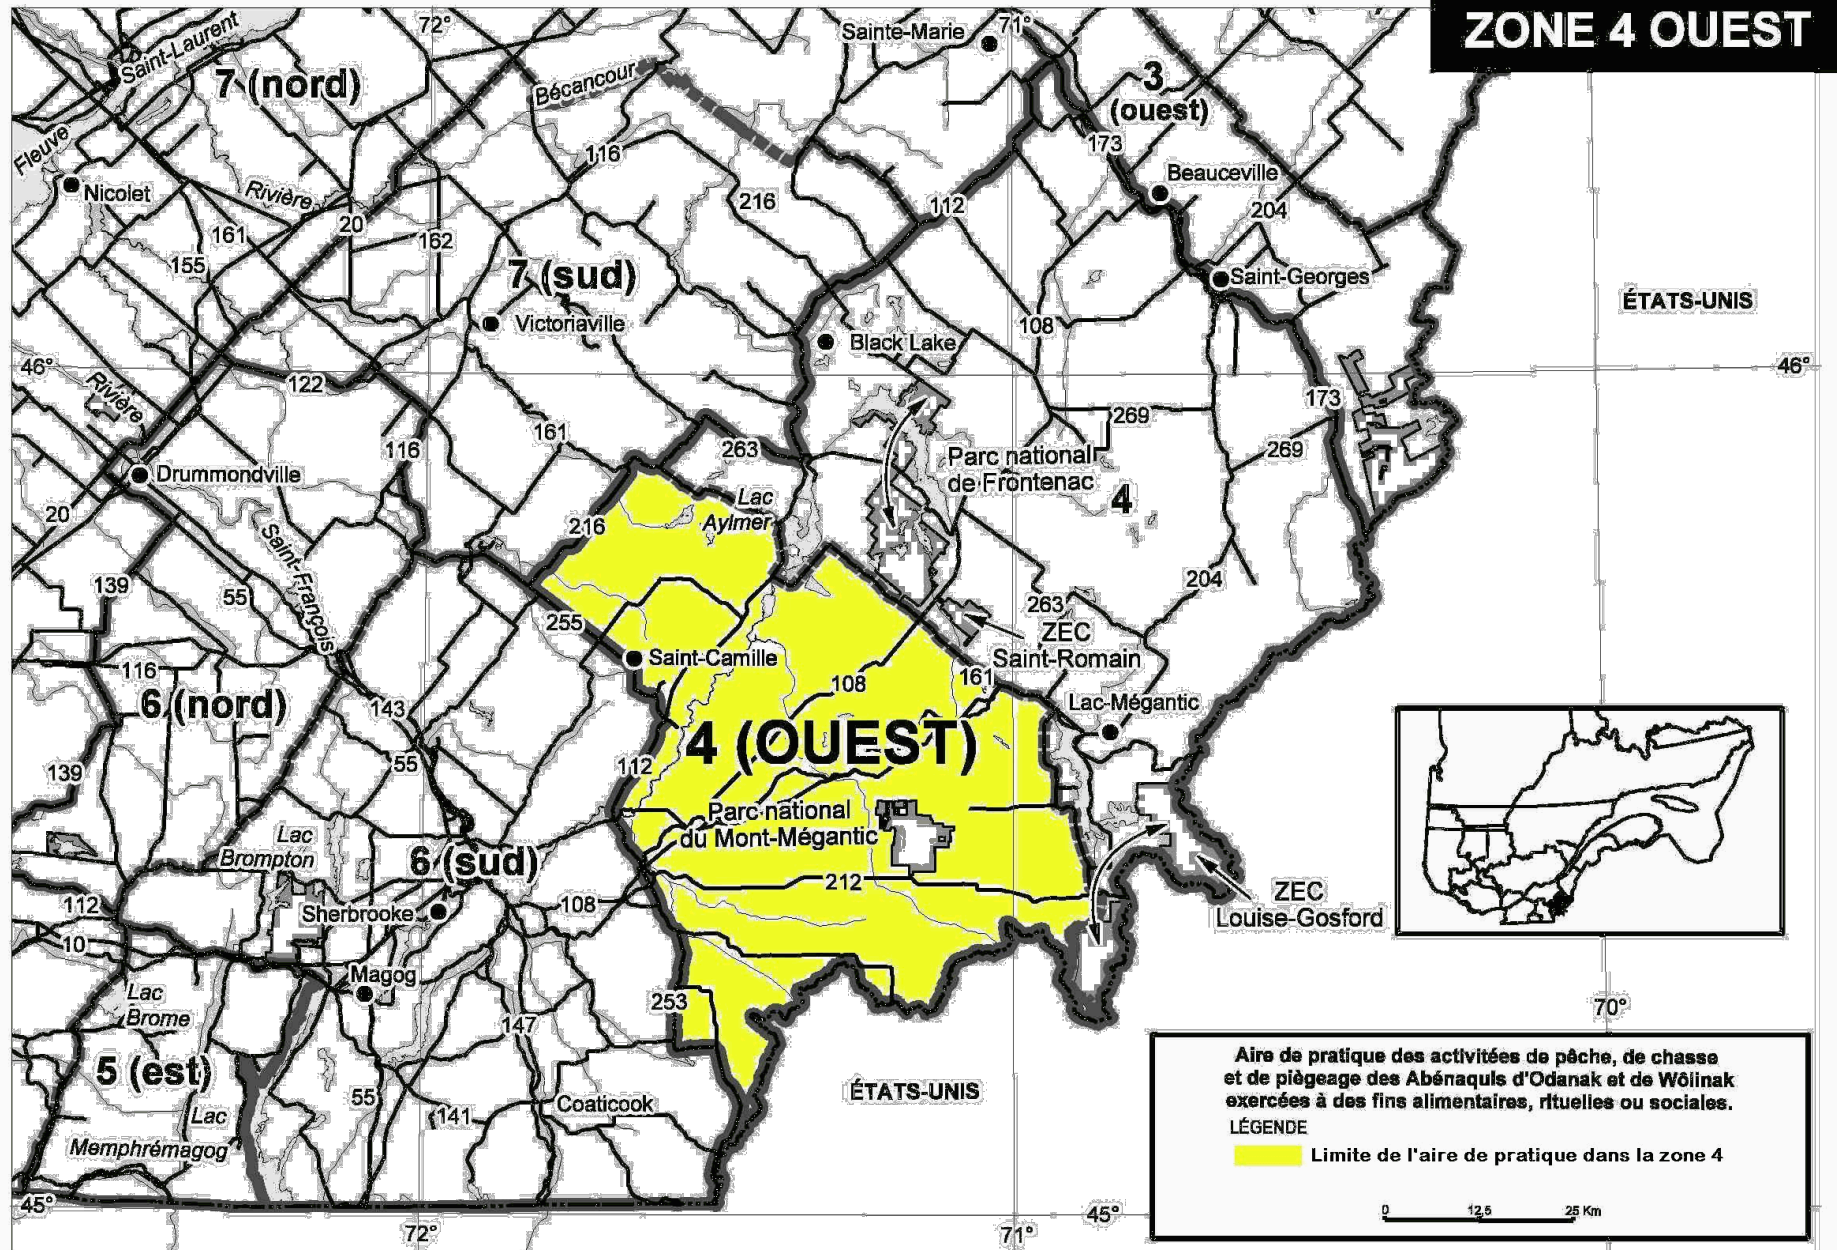 ZONE 4 OUEST
72°
71°
Sainte-Marie
Saint-Laurent
7 (nord)
Bécancour
3
(ouest)
Fleuve
116
173
Nicolet
Rivière
216
Beauceville
112
204
20
161
162
155
7 (sud)
Saint-Georges
ÉTATS-UNIS
Victoriaville
108
Black Lake
46°
46°
122
Rivière
173
269
161
116
263
269
Parc national
de Frontenac
Drummondville
4
Lac
Aylmer
20
216
Saint-François
139
55
204
255
263
ZEC
Saint-Romain
Saint-Camille
116
161
108
6 (nord)
143
Lac-Mégantic
4 (OUEST)
55
112
139
Parc national
du Mont-Mégantic
Lac
Brompton
6 (sud)
212
ZEC
Louise-Gosford
112
108
Sherbrooke
10
Magog
Lac
Brome
253
70°
147
5 (est)
ÉTATS-UNIS
55
141
Coaticook
Lac
Memphrémagog
45°
45°
72°
71°
Aire de pratique des activitées de pêche, de chasse
et de piègeage des Abénaquis d'Odanak et de Wôlinak
exercées à des fins alimentaires, rituelles ou sociales.
LÉGENDE
Limite de l'aire de pratique dans la zone 4
0 12,5 25 Km